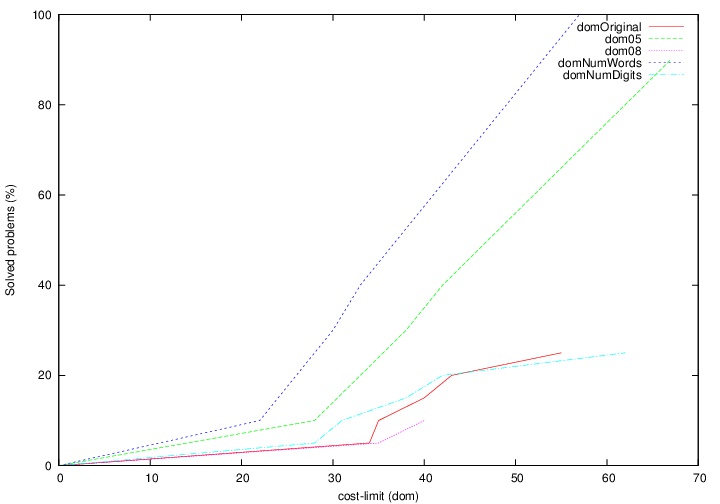 100
80
60
40
20
0
Solved problems (%)
domOriginal
dom05
dom08
domNumWords
domNumDigits
0 10 20 30 40 50 60 70
cost-limit (dom)